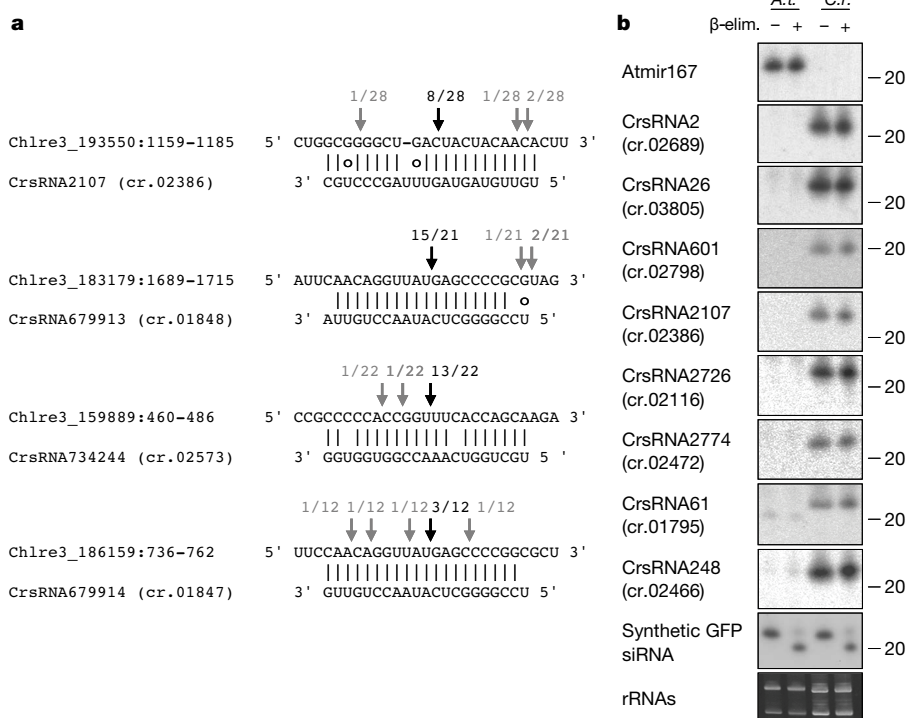 a
1/28 8/28 1/28 2/28
Chlre3_193550:1159-1185 5' CUGGCGGGGCU-GACUACUACAACACUU 3'
CrsRNA2107 (cr.02386) 3' CGUCCCGAUUUGAUGAUGUUGU 5'
15/21 1/21 2/21
Chlre3_183179:1689-1715 5' AUUCAACAGGUUAUGAGCCCCGCGUAG 3'
CrsRNA679913 (cr.01848) 3' AUUGUCCAAUACUCGGGGCCU 5'
1/22 1/22 13/22
Chlre3_159889:460-486 5' CCGCCCCCACCGGUUUCACCAGCAAGA 3'
CrsRNA734244 (cr.02573) 3' GGUGGUGGCCAAACUGGUCGU 5 '
1/12 1/12 1/12 3/12 1/12
Chlre3_186159:736-762 5' UUCCAACAGGUUAUGAGCCCCGGCGCU 3'
CrsRNA679914 (cr.01847) 3' GUUGUCCAAUACUCGGGGCCU 5'
b
β-elim. − + − +
Atmir167
20
CrsRNA2
(cr.02689)
20
CrsRNA26
(cr.03805)
20
CrsRNA601
(cr.02798)
20
CrsRNA2107
(cr.02386)
20
CrsRNA2726
(cr.02116)
20
CrsRNA2774
(cr.02472)
20
CrsRNA61
(cr.01795)
20
CrsRNA248
(cr.02466)
20
Synthetic GFP
siRNA
20
rRNAs